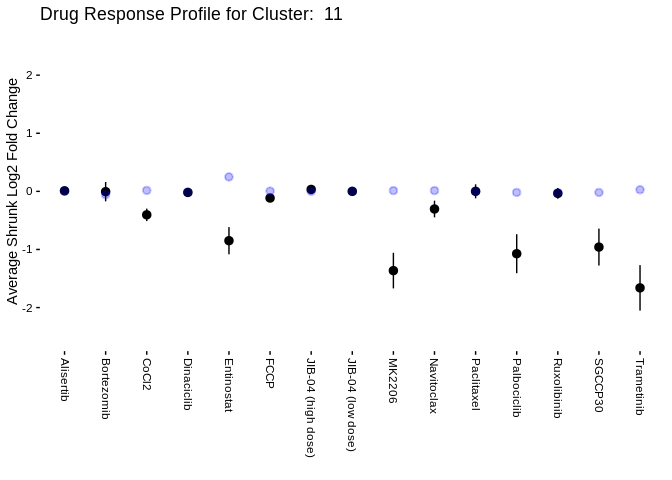 Drug Response Profile for Cluster:  11
Average Shrunk Log2 Fold Change
2
1
0
-1
-2
Alisertib
Bortezomib
CoCl2
Dinaciclib
Entinostat
FCCP
JIB-04 (high dose)
JIB-04 (low dose)
MK2206
Navitoclax
Paclitaxel
Palbociclib
Ruxolibinib
SGCCP30
Trametinib